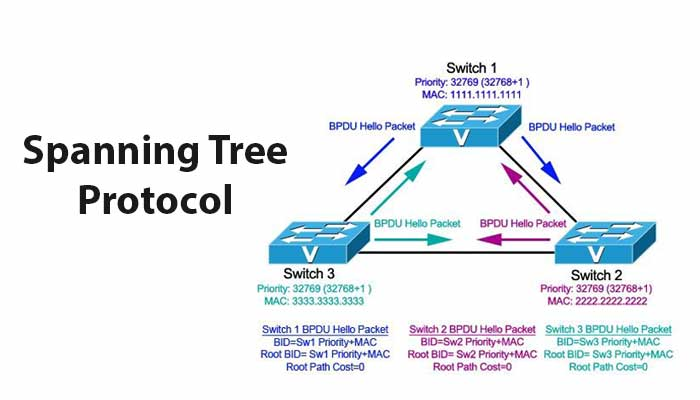 Spanning Tree
Protocol
Switch 1
Priority: 32769 (32768+1 )
MAC: 1111.1111.1111
BPDU Hello Packet
BPDU Hello Packet
V
BPDU Hello Packet
BPDU Hello Packet
V
V
Switch 3
Priority: 32769 (32768+1 )
MAC: 3333.3333.3333
Switch 2
Priority: 32769 (32768+1)
MAC: 2222.2222.2222
Switch 1 BPDU Hello Packet
BID=Sw1 Priority+MAC
Root BID= Sw1 Priority+MAC
Root Path Cost=0
Switch 2 BPDU Hello Packet
BID=Sw2 Priority+MAC
Root BID= Sw2 Priority+MAC
Root Path Cost=0
Switch 3 BPDU Hello Packet
BID=Sw3 Priority+MAC
Root BID= Sw3 Priority+MAC
Root Path Cost=0